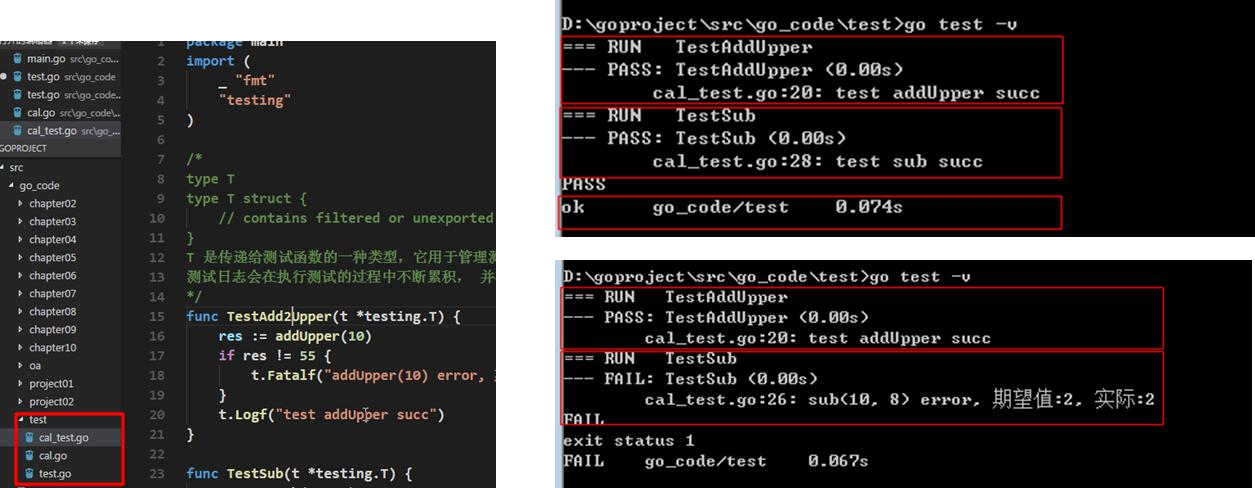 main.go src\go_co...
test.go src\go_code
test.go src\go_code...
cal.go src\go_code\...
cal_test.go src\go_...
GOPROJECT
src
go_code
chapter02
chapter03
chapter04
chapter05
chapter06
chapter07
chapter08
chapter09
chapter10
oa
project01
project02
test
cal_test.go
cal.go
test.go
1 package main
2 import (
3 _ "fmt"
4 "testing"
5 )
6
7 /*
8 type T
9 type T struct {
10 // contains filtered or unexported
11 }
12 T 是传递给测试函数的一种类型，它用于管理测
13 测试日志会在执行测试的过程中不断累积， 并
14 */
15 func TestAdd2Upper(t *testing.T) {
16 res := addUpper(10)
17 if res != 55 {
18 t.Fatalf("addUpper(10) error,
19 }
20 t.Logf("test addUpper succ")
21 }
22
23 func TestSub(t *testing.T) {
D:\goproject\src\go_code\test>go test -v
=== RUN TestAddUpper
--- PASS: TestAddUpper (0.00s)
cal_test.go:20: test addUpper succ
=== RUN TestSub
--- PASS: TestSub (0.00s)
cal_test.go:28: test sub succ
PASS
ok go_code/test 0.074s
D:\goproject\src\go_code\test>go test -v
=== RUN TestAddUpper
--- PASS: TestAddUpper (0.00s)
cal_test.go:20: test addUpper succ
=== RUN TestSub
--- FAIL: TestSub (0.00s)
cal_test.go:26: sub(10, 8) error, 期望值:2, 实际:2
FAIL
exit status 1
FAIL go_code/test 0.067s